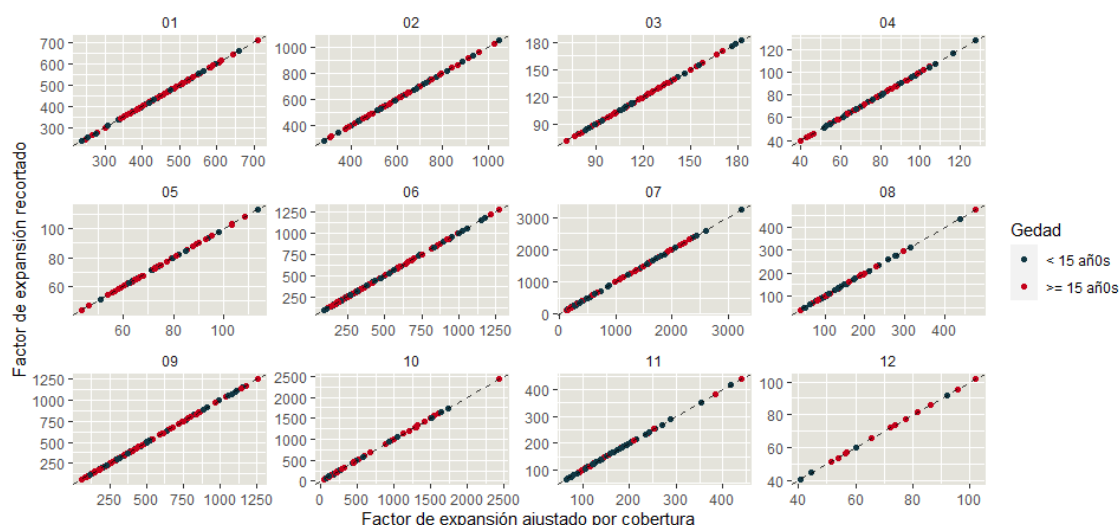 01 02 03 04
700 600 500 400 300
300 400 500 600 700
1000 800 600 400
400 600 800 1000
180 150 120 90
90 120 150 180
120 100 80 60 40
40 60 80 100 120
05 06 07 08
100 80 60
60 80 100
1250 1000 750 500 250
250 500 750 1000 1250
3000 2000 1000 0
0 1000 2000 3000
400 300 200 100
100 200 300 400
09 10 11 12
1250 1000 750 500 250
250 500 750 1000 1250
2500 2000 1500 1000 500 0
0 500 1000 1500 2000 2500
400 300 200 100
100 200 300 400
100 80 60 40
40 60 80 100
Factor de expansión recortado
Factor de expansión ajustado por cobertura
Gedad
< 15 añ0s
>= 15 añ0s